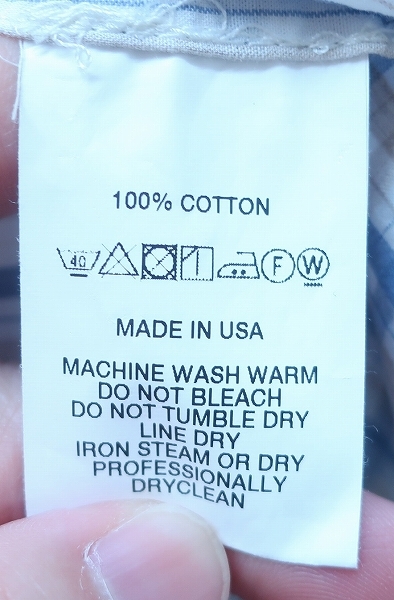 100% COTTON
40 F W
MADE IN USA
MACHINE WASH WARM
DO NOT BLEACH
DO NOT TUMBLE DRY
LINE DRY
IRON STEAM OR DRY
PROFESSIONALLY
DRYCLEAN